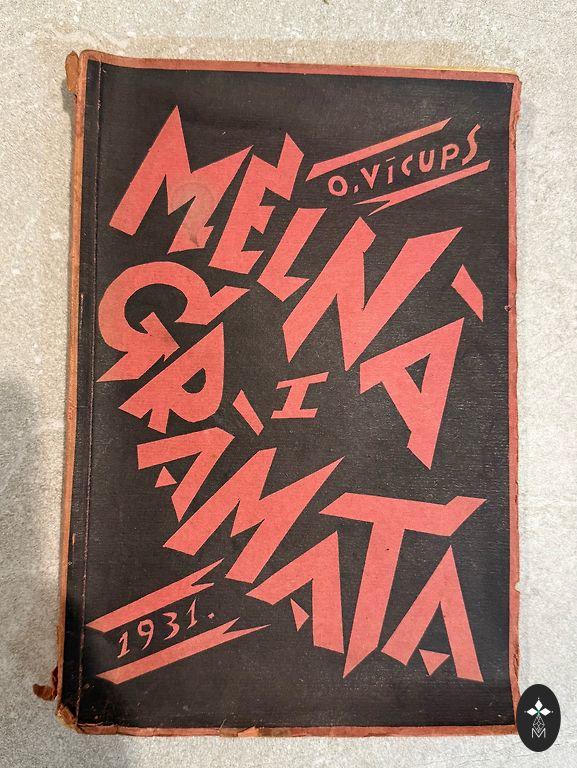 O. VĪCUPS
MELNĀ
I
GRĀMATA
1931.
M